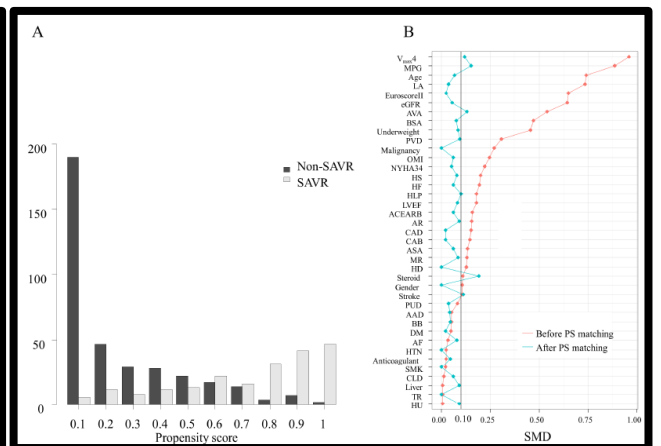 A
200
150
100
50
0
Non-SAVR
SAVR
0.1 0.2 0.3 0.4 0.5 0.6 0.7 0.8 0.9 1
Propensity score
B
Vmax4
MPG
Age
LA
EuroscoreII
eGFR
AVA
BSA
Underweight
PVD
Malignancy
OMI
NYHA34
HS
HF
HLP
LVEF
ACEARB
AR
CAD
CAB
ASA
MR
HD
Steroid
Gender
Stroke
PUD
AAD
BB
DM
AF
HTN
Anticoagulant
SMK
CLD
Liver
TR
HU
Before PS matching
After PS matching
0.00 0.10 0.25 0.50 0.75 1.00
SMD